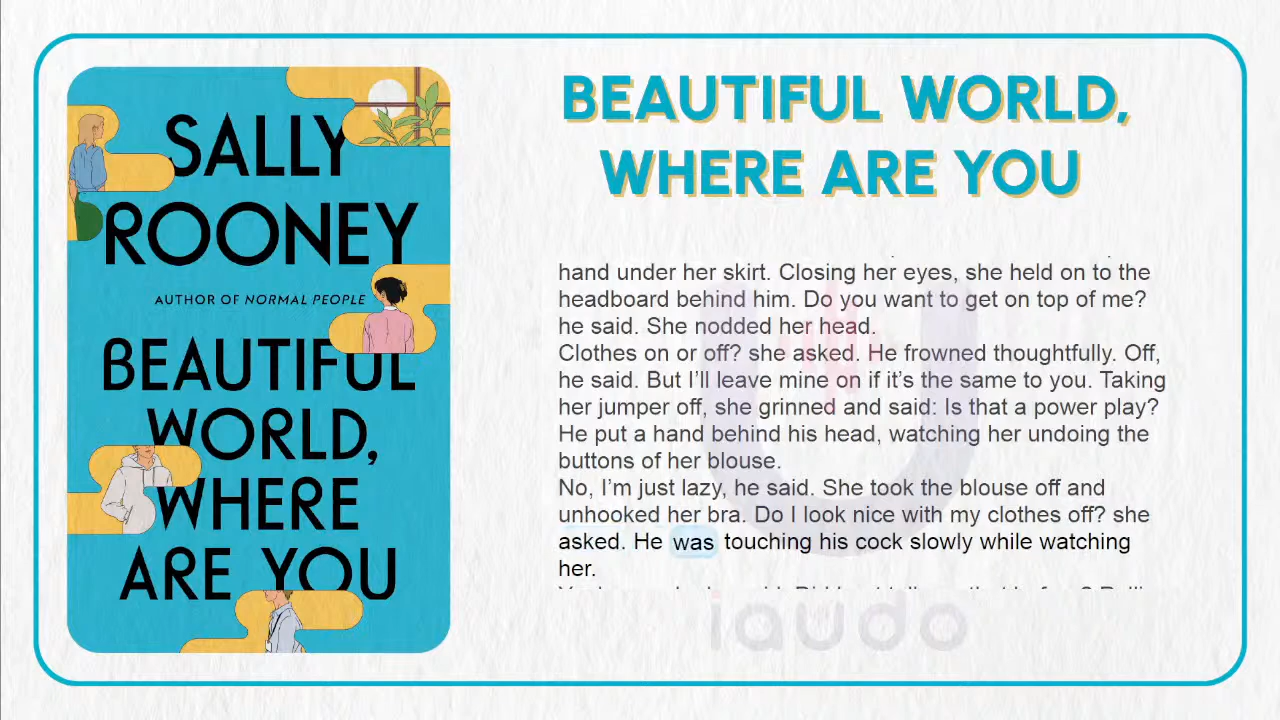 SALLY
ROONEY
AUTHOR OF NORMAL PEOPLE
BEAUTIFUL
WORLD,
WHERE
ARE YOU
BEAUTIFUL WORLD,
WHERE ARE YOU
hand under her skirt. Closing her eyes, she held on to the
headboard behind him. Do you want to get on top of me?
he said. She nodded her head.
Clothes on or off? she asked. He frowned thoughtfully. Off,
he said. But I’ll leave mine on if it’s the same to you. Taking
her jumper off, she grinned and said: Is that a power play?
He put a hand behind his head, watching her undoing the
buttons of her blouse.
No, I’m just lazy, he said. She took the blouse off and
unhooked her bra. Do I look nice with my clothes off? she
asked. He was touching his cock slowly while watching
her.
iaudo